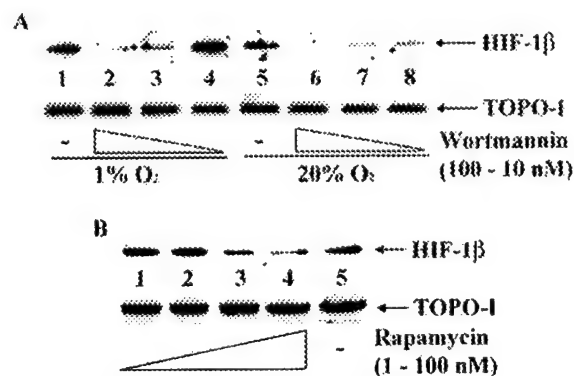 A
HIF-1β
1 2 3 4 5 6 7 8
TOPO-I
- -
Wortmannin
(100 - 10 nM)
1% O₂ 20% O₂
B
HIF-1β
1 2 3 4 5
TOPO-I
Rapamycin
(1 - 100 nM)
-